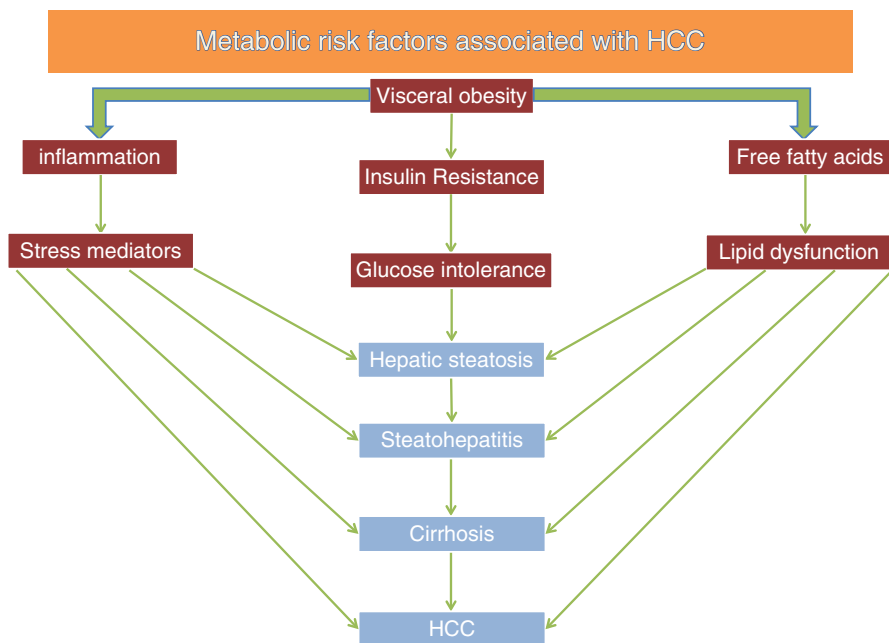 Metabolic risk factors associated with HCC
Visceral obesity
inflammation
Insulin Resistance
Free fatty acids
Stress mediators
Glucose intolerance
Lipid dysfunction
Hepatic steatosis
Steatohepatitis
Cirrhosis
HCC